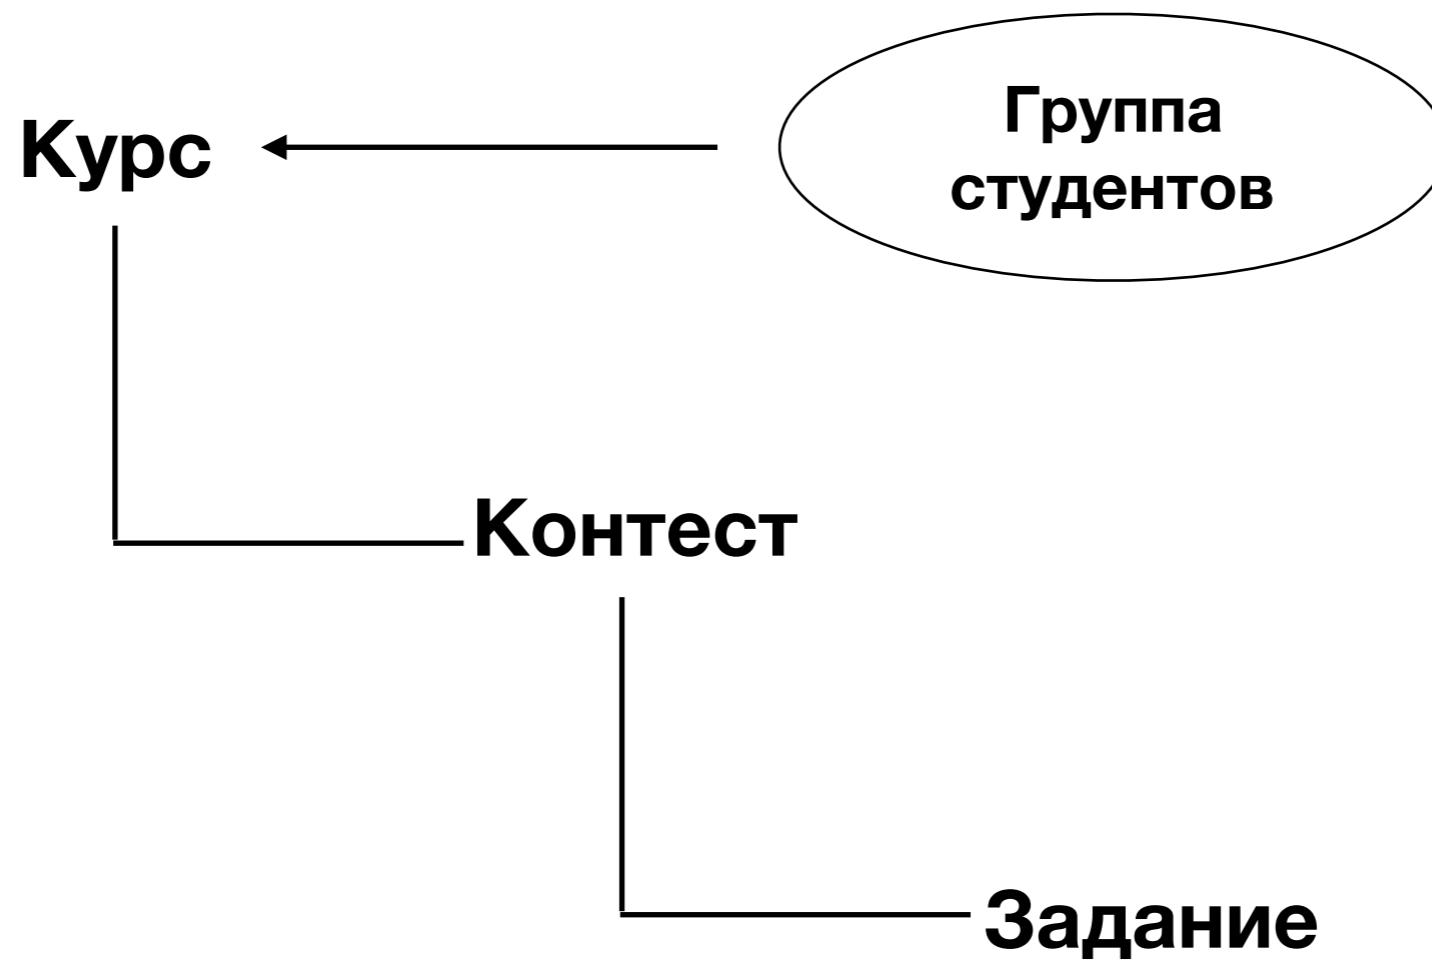 Курс
Группа
студентов
Контест
Задание